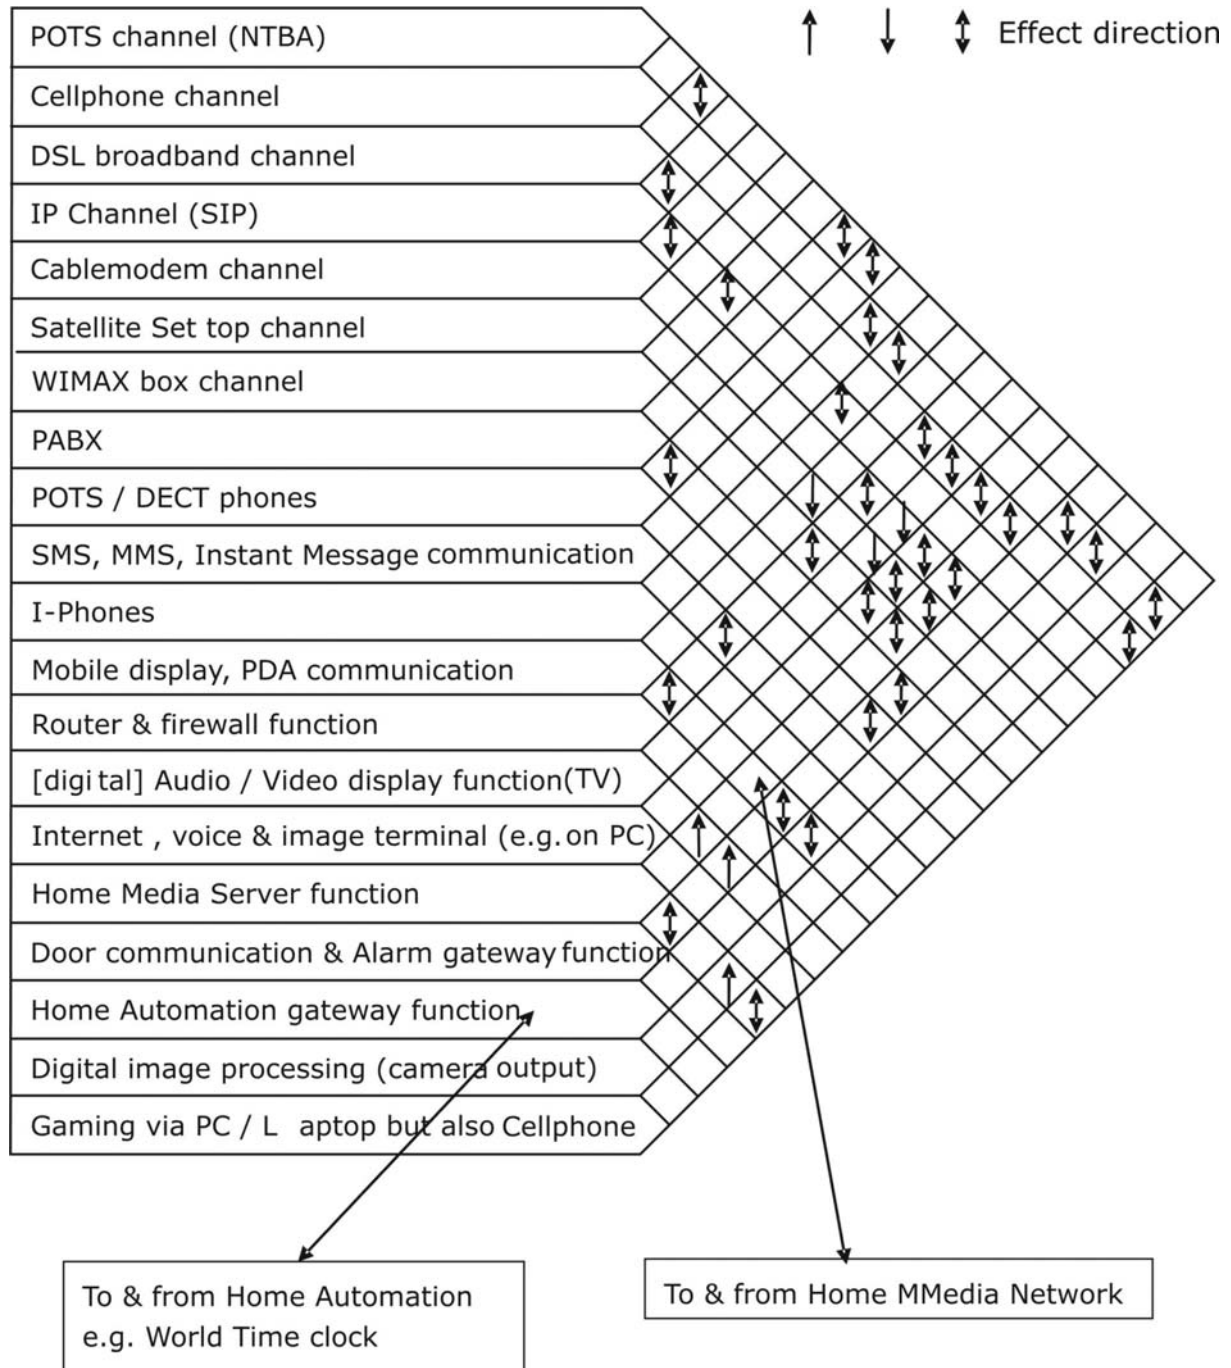 POTS channel (NTBA)
Effect direction
Cellphone channel
DSL broadband channel
IP Channel (SIP)
Cablemodem channel
Satellite Set top channel
WIMAX box channel
PABX
POTS / DECT phones
SMS, MMS, Instant Message communication
I-Phones
Mobile display, PDA communication
Router & firewall function
[digital] Audio / Video display function(TV)
Internet , voice & image terminal (e.g. on PC)
Home Media Server function
Door communication & Alarm gateway function
Home Automation gateway function
Digital image processing (camera output)
Gaming via PC / L aptop but also Cellphone
To & from Home Automation
e.g. World Time clock
To & from Home MMedia Network